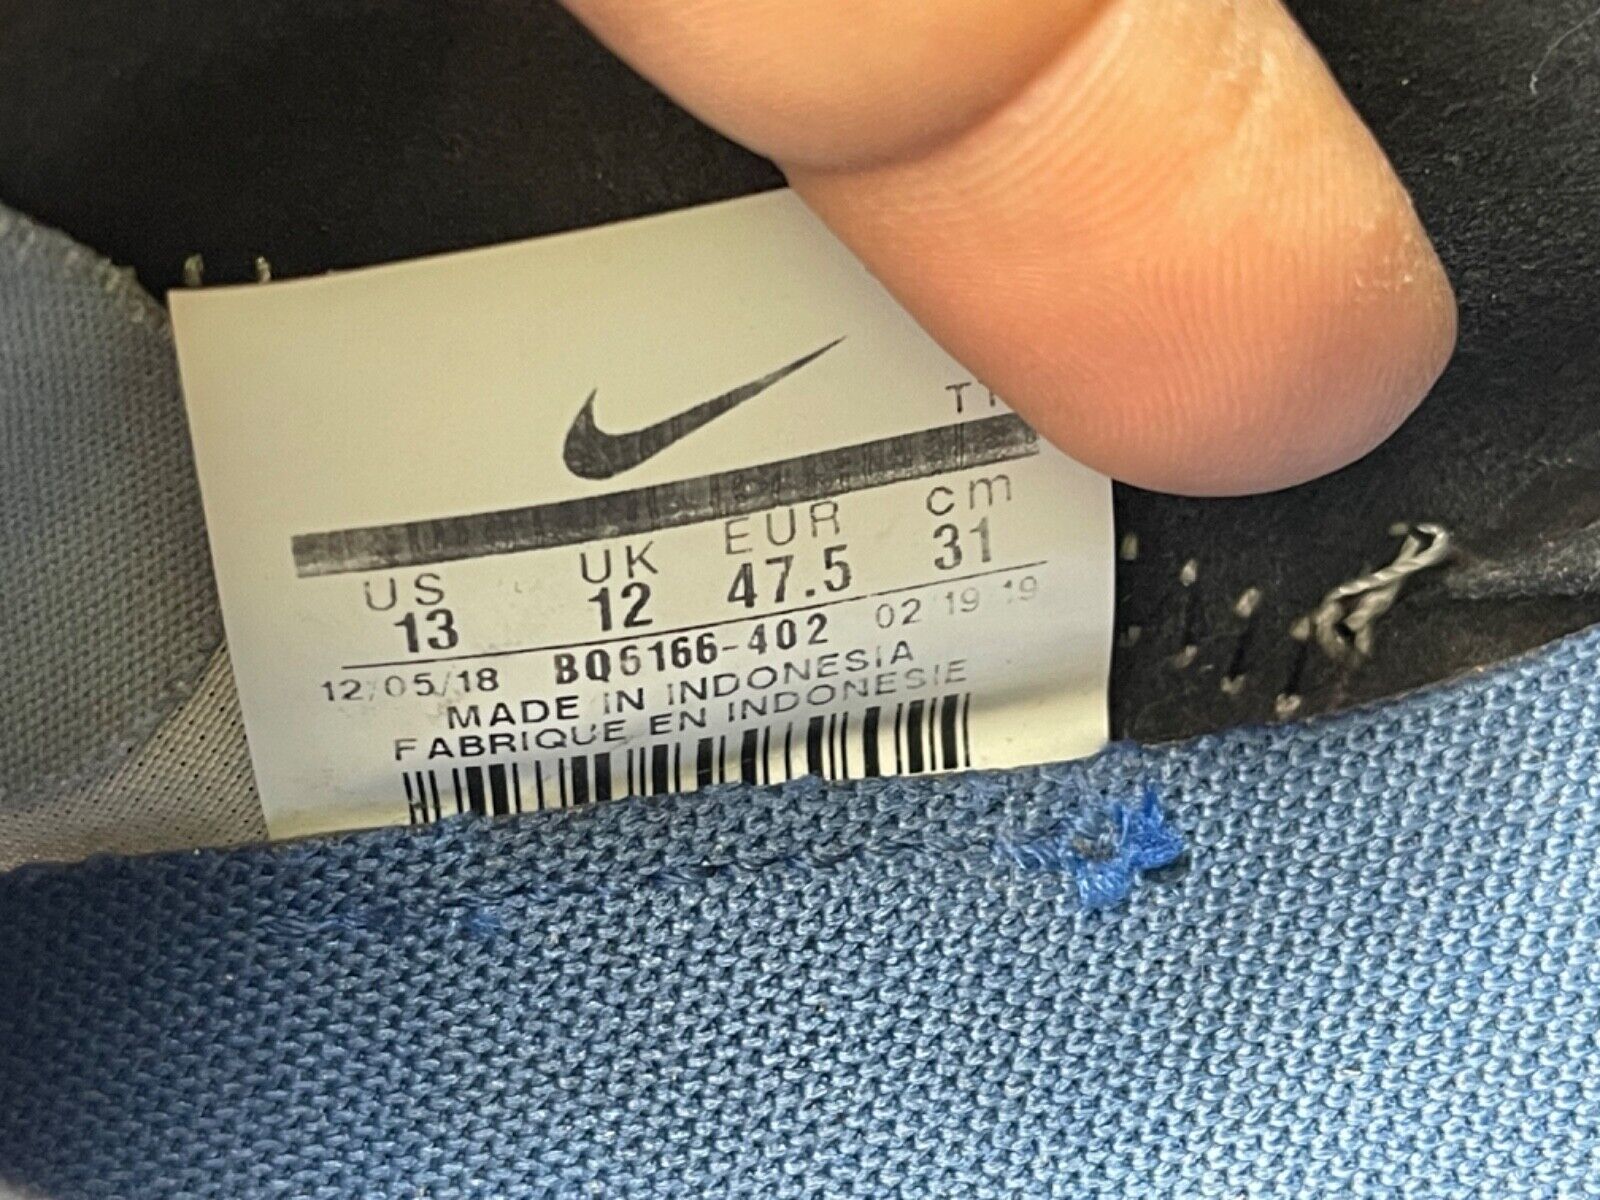 US UK EUR cm
13 12 47.5 31
12/05/18 BQ6166-402 02 19 19
MADE IN INDONESIA
FABRIQUE EN INDONESIE